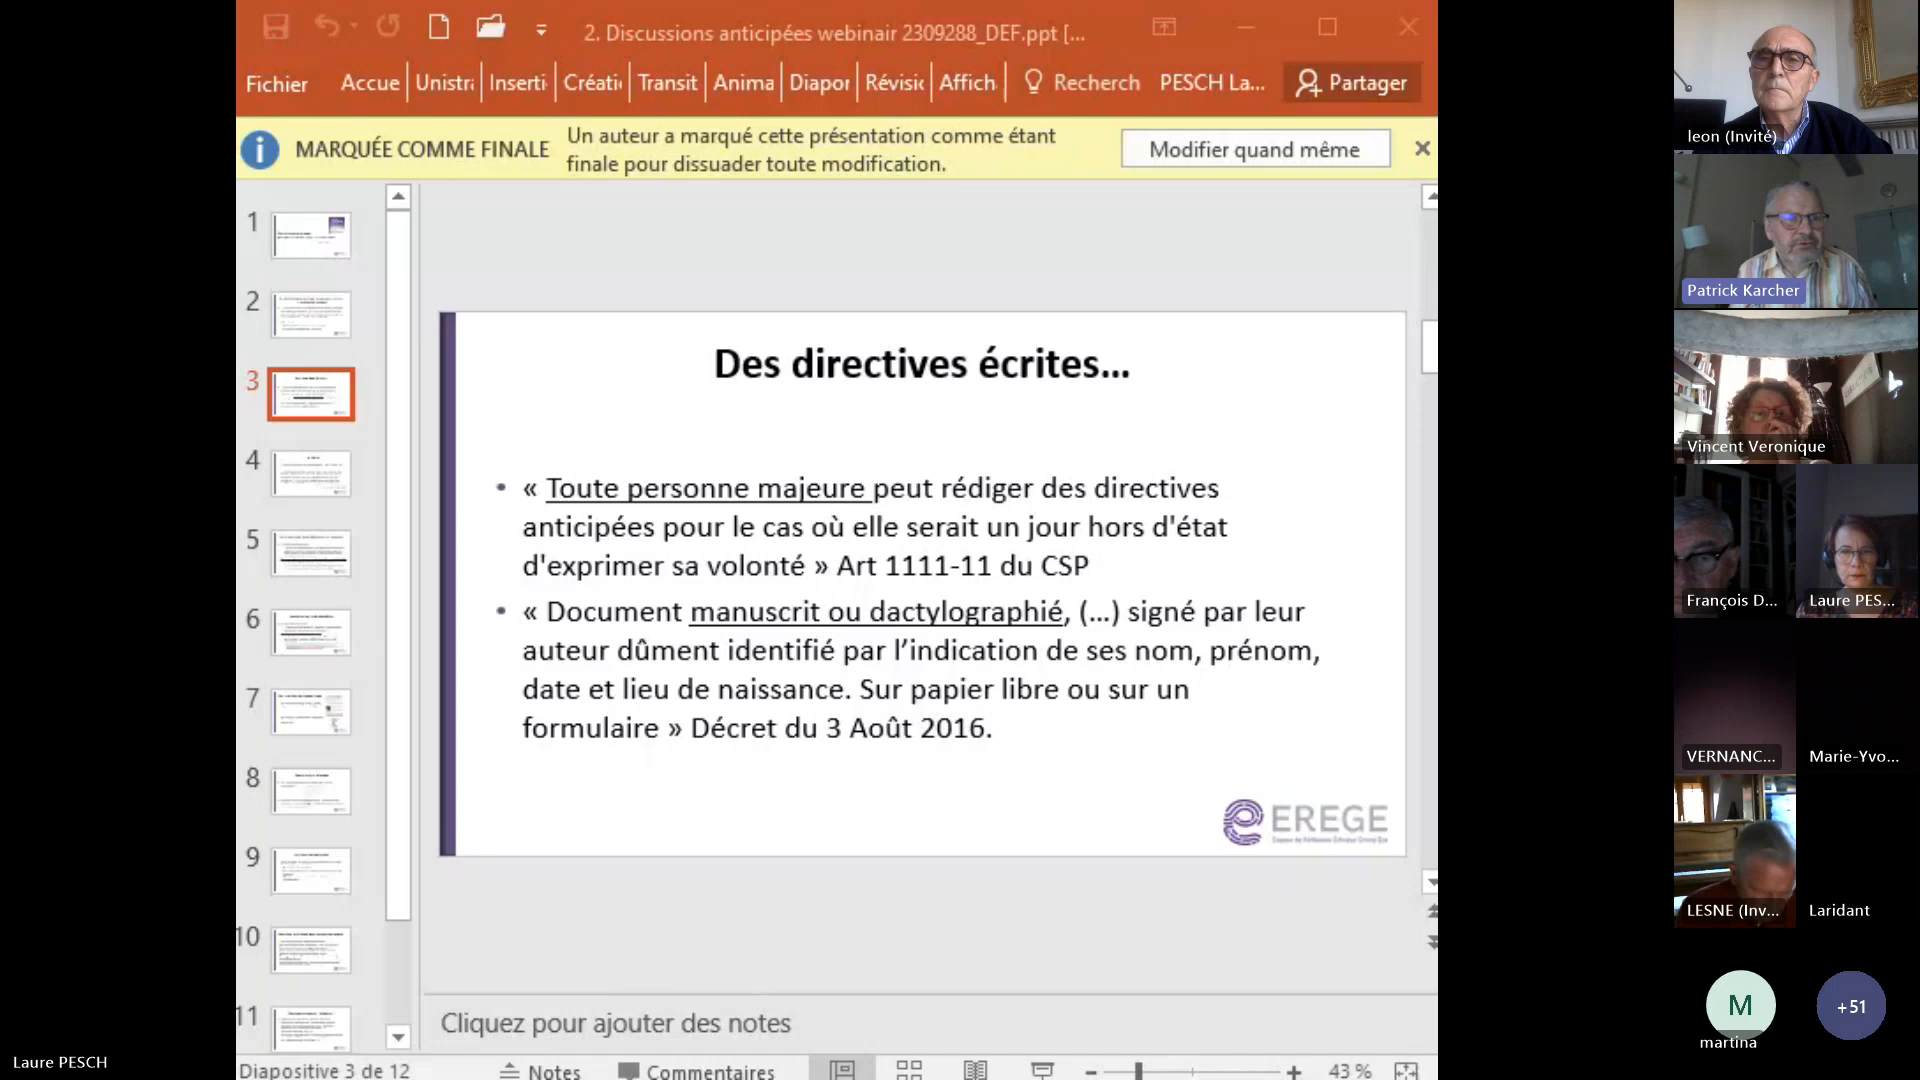 2. Discussions anticipées webinair 2309288_DEF.ppt [...
Fichier Accue Unistr Inserti Créati Transit Anima Diapor Révisi Affich Recherch PESCH La... Partager
MARQUÉE COMME FINALE
Un auteur a marqué cette présentation comme étant
finale pour dissuader toute modification.
Modifier quand même
1
2
3
4
5
6
7
8
9
10
11
Des directives écrites...
• « Toute personne majeure peut rédiger des directives
anticipées pour le cas où elle serait un jour hors d'état
d'exprimer sa volonté » Art 1111-11 du CSP
• « Document manuscrit ou dactylographié, (...) signé par leur
auteur dûment identifié par l’indication de ses nom, prénom,
date et lieu de naissance. Sur papier libre ou sur un
formulaire » Décret du 3 Août 2016.
EREGE
Cliquez pour ajouter des notes
Diapositive 3 de 12 Notes Commentaires 43 %
Laure PESCH
leon (Invité)
Patrick Karcher
Vincent Veronique
François D... Laure PES...
VERNANC... Marie-Yvo...
LESNE (Inv... Laridant
M +51
martina